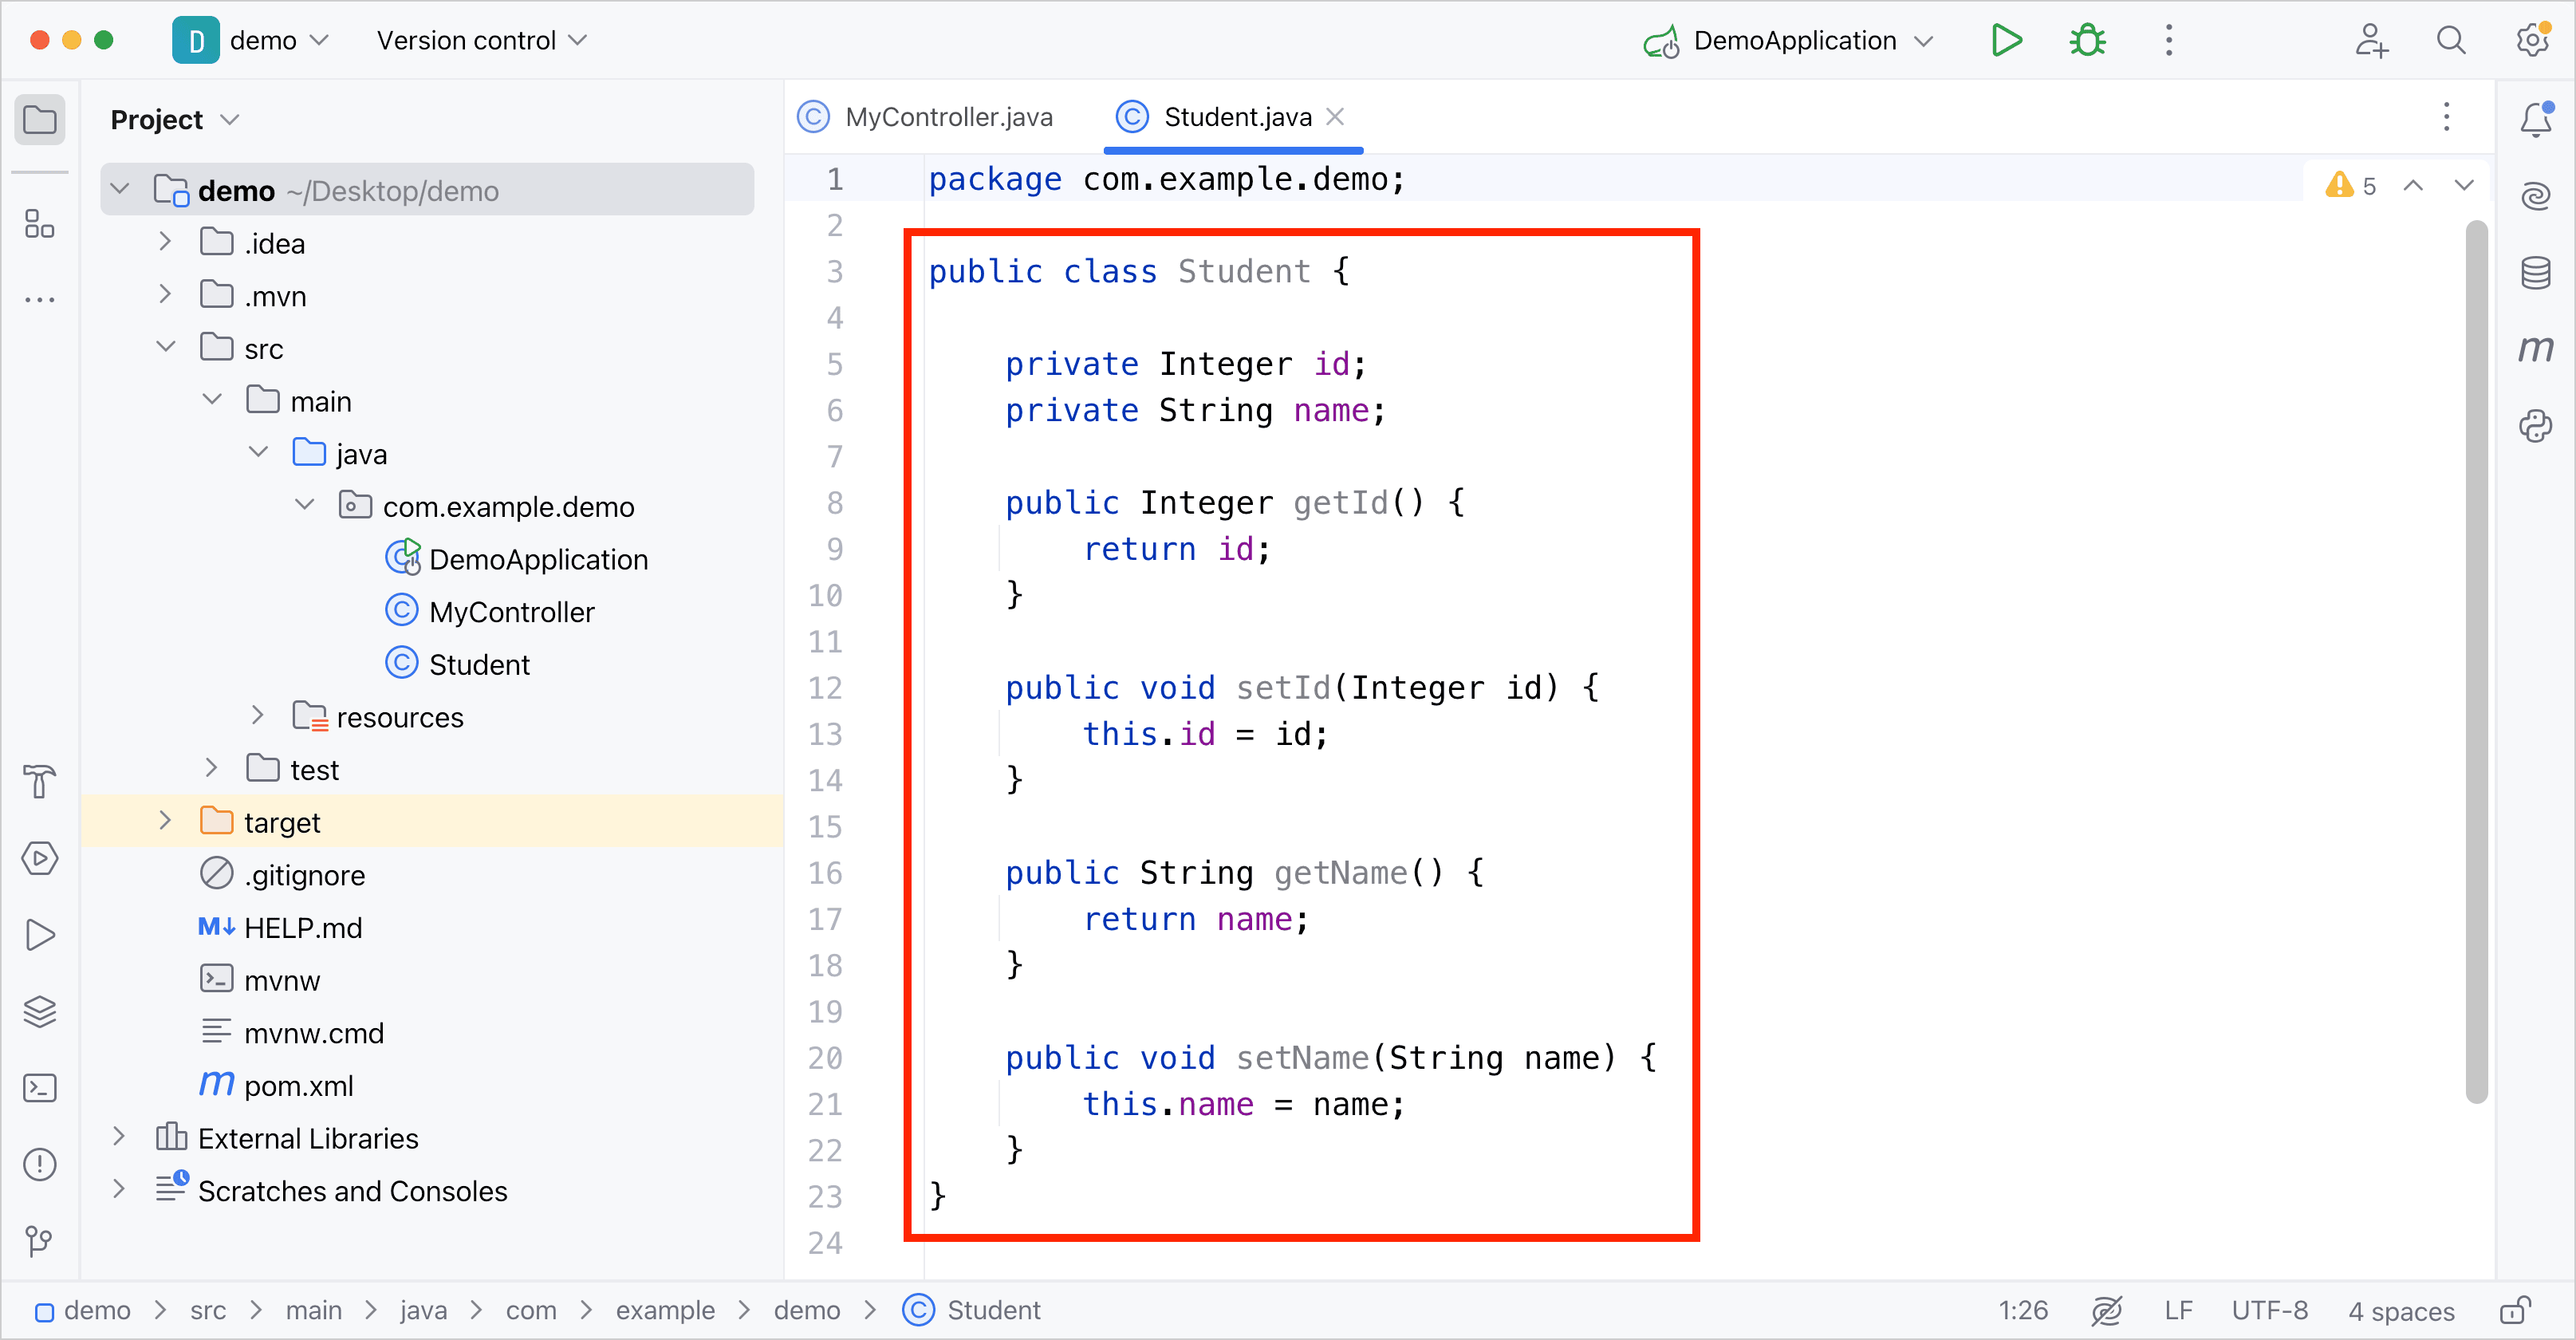 D demo Version control DemoApplication
Project
MyController.java Student.java
demo ~/Desktop/demo
.idea
.mvn
src
main
java
com.example.demo
DemoApplication
MyController
Student
resources
test
target
.gitignore
M↓ HELP.md
mvnw
mvnw.cmd
m pom.xml
External Libraries
Scratches and Consoles
5
1 package com.example.demo;
2
3 public class Student {
4
5 private Integer id;
6 private String name;
7
8 public Integer getId() {
9 return id;
10 }
11
12 public void setId(Integer id) {
13 this.id = id;
14 }
15
16 public String getName() {
17 return name;
18 }
19
20 public void setName(String name) {
21 this.name = name;
22 }
23 }
24
m
demo > src > main > java > com > example > demo > C Student
1:26 LF UTF-8 4 spaces